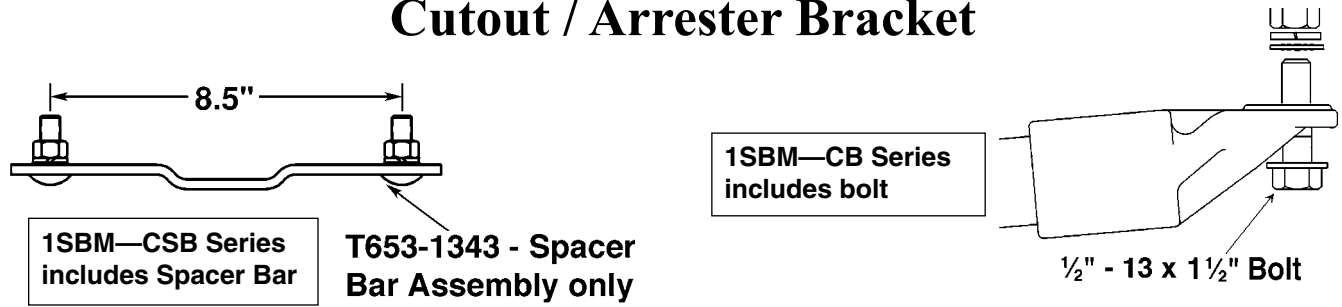 Cutout / Arrester Bracket
8.5"
1SBM—CSB Series
includes Spacer Bar
T653-1343 - Spacer
Bar Assembly only
1SBM—CB Series
includes bolt
½" - 13 x 1½" Bolt